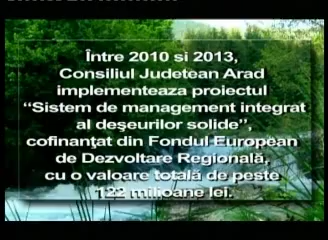 Între 2010 si 2013,
Consiliul Judetean Arad
implementeaza proiectul
“Sistem de management integrat
al deşeurilor solide”,
cofinanţat din Fondul European
de Dezvoltare Regională,
cu o valoare totală de peste
122 milioane lei.